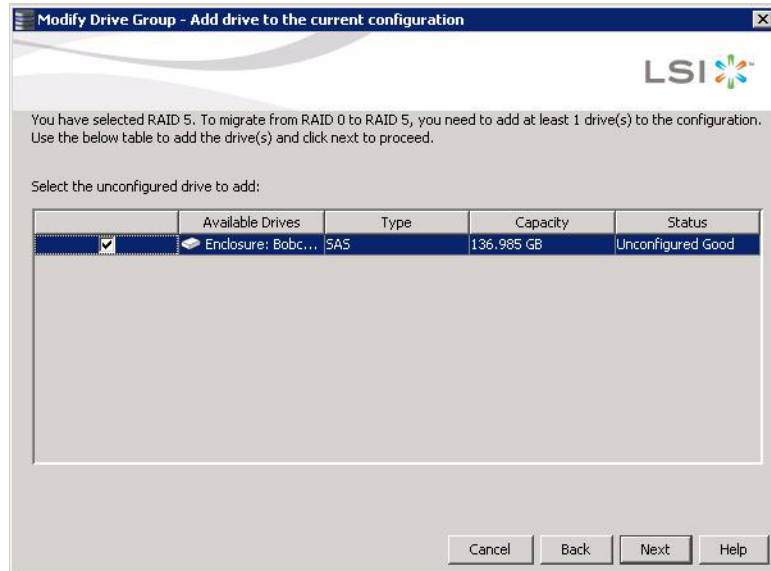 Modify Drive Group - Add drive to the current configuration
LSI
You have selected RAID 5. To migrate from RAID 0 to RAID 5, you need to add at least 1 drive(s) to the configuration.
Use the below table to add the drive(s) and click next to proceed.
Select the unconfigured drive to add:
Available Drives Type Capacity Status
Enclosure: Bobc... SAS 136.985 GB Unconfigured Good
Cancel Back Next Help